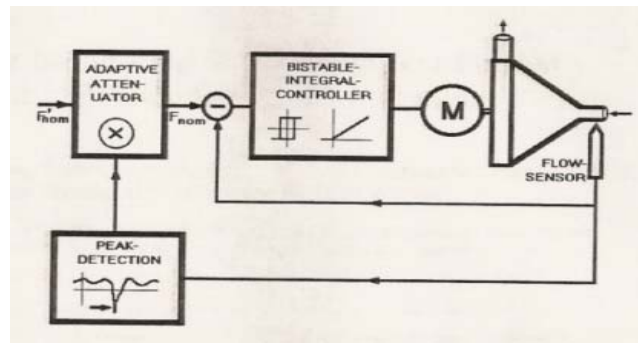 ADAPTIVE
ATTEN-
UATOR
F'nom
Fnom
BISTABLE-
INTEGRAL-
CONTROLLER
M
FLOW-
SENSOR
PEAK-
DETECTION